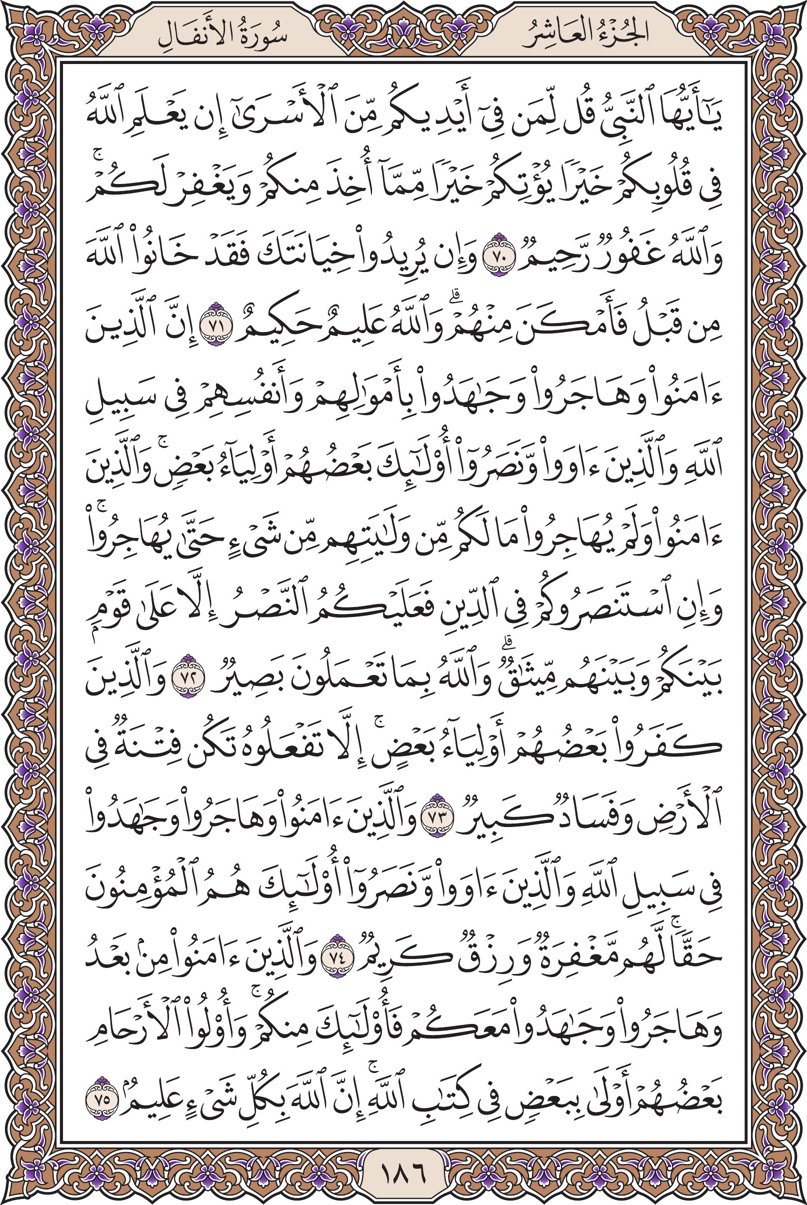 الجُزْءُ العَاشِرُ
سُورَةُ الأَنفَالِ
يَٰٓأَيُّهَا ٱلنَّبِيُّ قُل لِّمَن فِيٓ أَيۡدِيكُم مِّنَ ٱلۡأَسۡرَىٰٓ إِن يَعۡلَمِ ٱللَّهُ
فِي قُلُوبِكُمۡ خَيۡرٗا يُؤۡتِكُمۡ خَيۡرٗا مِّمَّآ أُخِذَ مِنكُمۡ وَيَغۡفِرۡ لَكُمۡۚ
وَٱللَّهُ غَفُورٞ رَّحِيمٞ ٧٠ وَإِن يُرِيدُواْ خِيَانَتَكَ فَقَدۡ خَانُواْ ٱللَّهَ
مِن قَبۡلُ فَأَمۡكَنَ مِنۡهُمۡۗ وَٱللَّهُ عَلِيمٌ حَكِيمٌ ٧١ إِنَّ ٱلَّذِينَ
ءَامَنُواْ وَهَاجَرُواْ وَجَٰهَدُواْ بِأَمۡوَٰلِهِمۡ وَأَنفُسِهِمۡ فِي سَبِيلِ
ٱللَّهِ وَٱلَّذِينَ ءَاوَواْ وَّنَصَرُوٓاْ أُوْلَٰٓئِكَ بَعۡضُهُمۡ أَوۡلِيَآءُ بَعۡضٖۚ وَٱلَّذِينَ
ءَامَنُواْ وَلَمۡ يُهَاجِرُواْ مَا لَكُم مِّن وَلَٰيَتِهِم مِّن شَيۡءٍ حَتَّىٰ يُهَاجِرُواْۚ
وَإِنِ ٱسۡتَنصَرُوكُمۡ فِي ٱلدِّينِ فَعَلَيۡكُمُ ٱلنَّصۡرُ إِلَّا عَلَىٰ قَوۡمِۭ
بَيۡنَكُمۡ وَبَيۡنَهُم مِّيثَٰقٞۗ وَٱللَّهُ بِمَا تَعۡمَلُونَ بَصِيرٞ ٧٢ وَٱلَّذِينَ
كَفَرُواْ بَعۡضُهُمۡ أَوۡلِيَآءُ بَعۡضٍۚ إِلَّا تَفۡعَلُوهُ تَكُن فِتۡنَةٞ فِي
ٱلۡأَرۡضِ وَفَسَادٞ كَبِيرٞ ٧٣ وَٱلَّذِينَ ءَامَنُواْ وَهَاجَرُواْ وَجَٰهَدُواْ
فِي سَبِيلِ ٱللَّهِ وَٱلَّذِينَ ءَاوَواْ وَّنَصَرُوٓاْ أُوْلَٰٓئِكَ هُمُ ٱلۡمُؤۡمِنُونَ
حَقّٗاۚ لَّهُم مَّغۡفِرَةٞ وَرِزۡقٞ كَرِيمٞ ٧٤ وَٱلَّذِينَ ءَامَنُواْ مِنۢ بَعۡدُ
وَهَاجَرُواْ وَجَٰهَدُواْ مَعَكُمۡ فَأُوْلَٰٓئِكَ مِنكُمۡۚ وَأُوْلُواْ ٱلۡأَرۡحَامِ
بَعۡضُهُمۡ أَوۡلَىٰ بِبَعۡضٖ فِي كِتَٰبِ ٱللَّهِۚ إِنَّ ٱللَّهَ بِكُلِّ شَيۡءٍ عَلِيمُۢ ٧٥
١٨٦